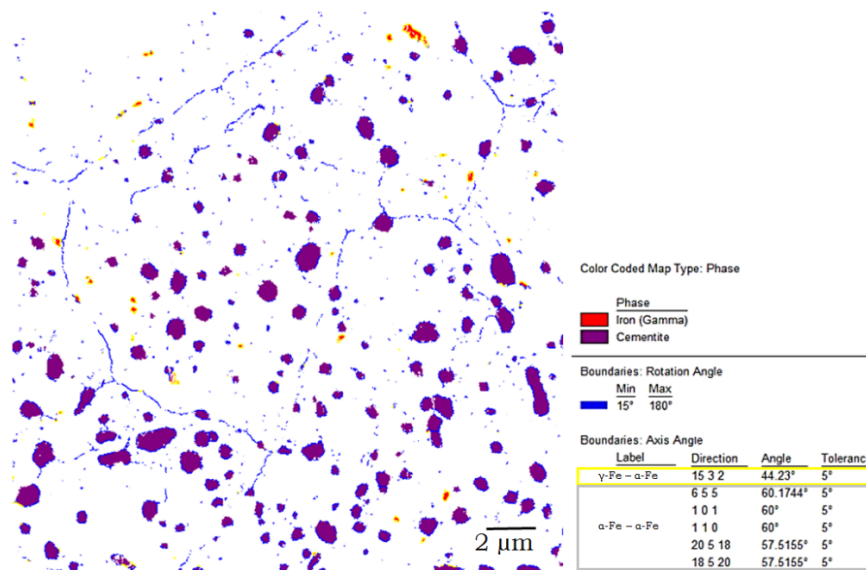 2 μm
Color Coded Map Type: Phase
Phase
Iron (Gamma)
Cementite
Boundaries: Rotation Angle
Min Max
15° 180°
Boundaries: Axis Angle
Label Direction Angle Toleranc
γ-Fe – α-Fe 15 3 2 44.23° 5°
6 5 5 60.1744° 5°
1 0 1 60° 5°
α-Fe – α-Fe 1 1 0 60° 5°
20 5 18 57.5155° 5°
18 5 20 57.5155° 5°